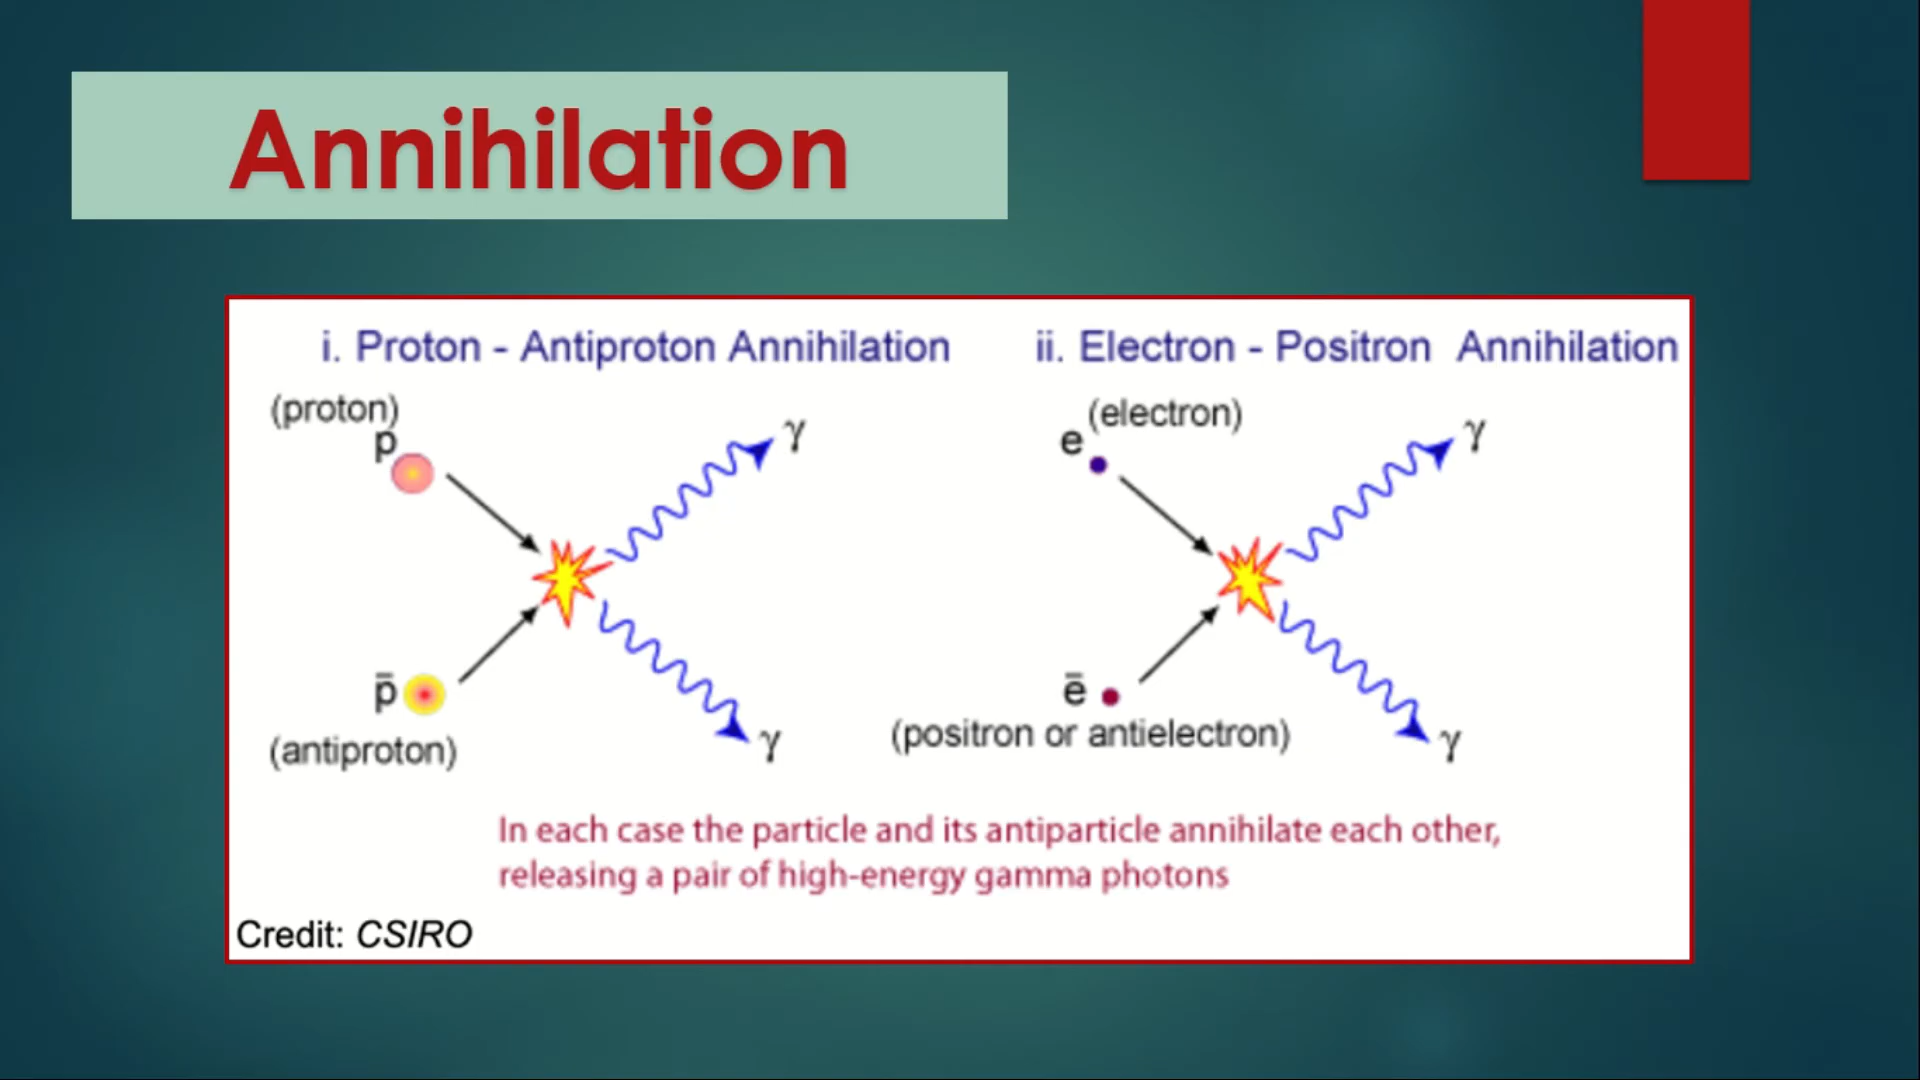 Annihilation
i. Proton - Antiproton Annihilation
(proton)
p
γ
p̄
(antiproton)
γ
ii. Electron - Positron Annihilation
(electron)
e
γ
ē
(positron or antielectron)
γ
In each case the particle and its antiparticle annihilate each other,
releasing a pair of high-energy gamma photons
Credit: CSIRO